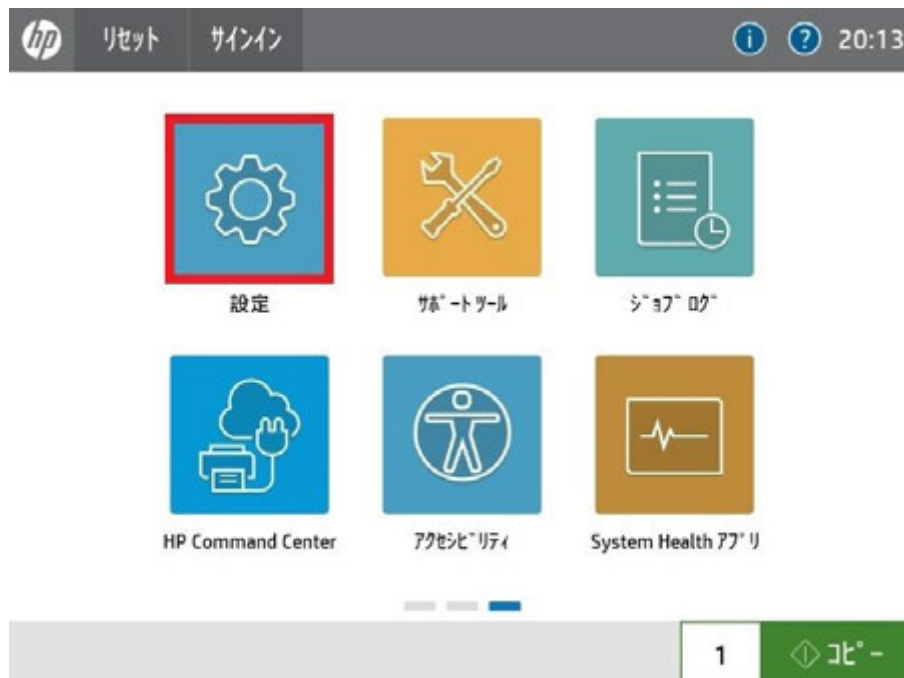 hp リセット サインイン i ? 20:13
設定 ｻﾎﾟｰﾄ ﾂｰﾙ ｼﾞｮﾌﾞ ﾛｸﾞ
HP Command Center ｱｸｾｼﾋﾞﾘﾃｨ System Health ｱﾌﾟﾘ
1 ｺﾋﾟｰ